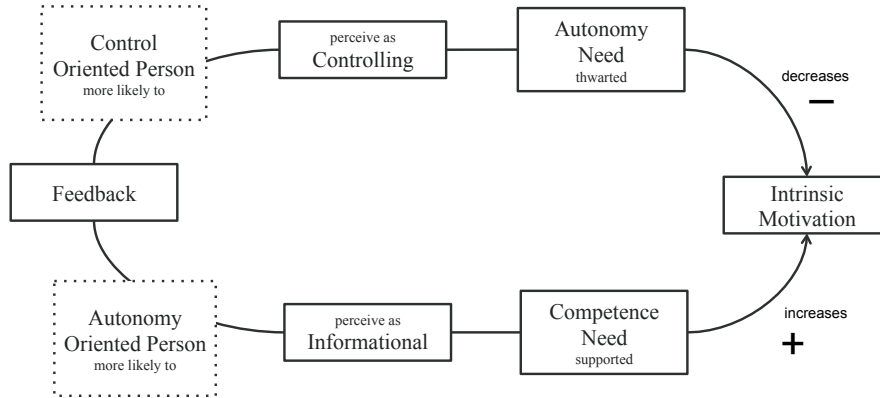 Control
Oriented Person
more likely to
perceive as
Controlling
Autonomy
Need
thwarted
decreases
−
Feedback
Intrinsic
Motivation
Autonomy
Oriented Person
more likely to
perceive as
Informational
Competence
Need
supported
increases
+